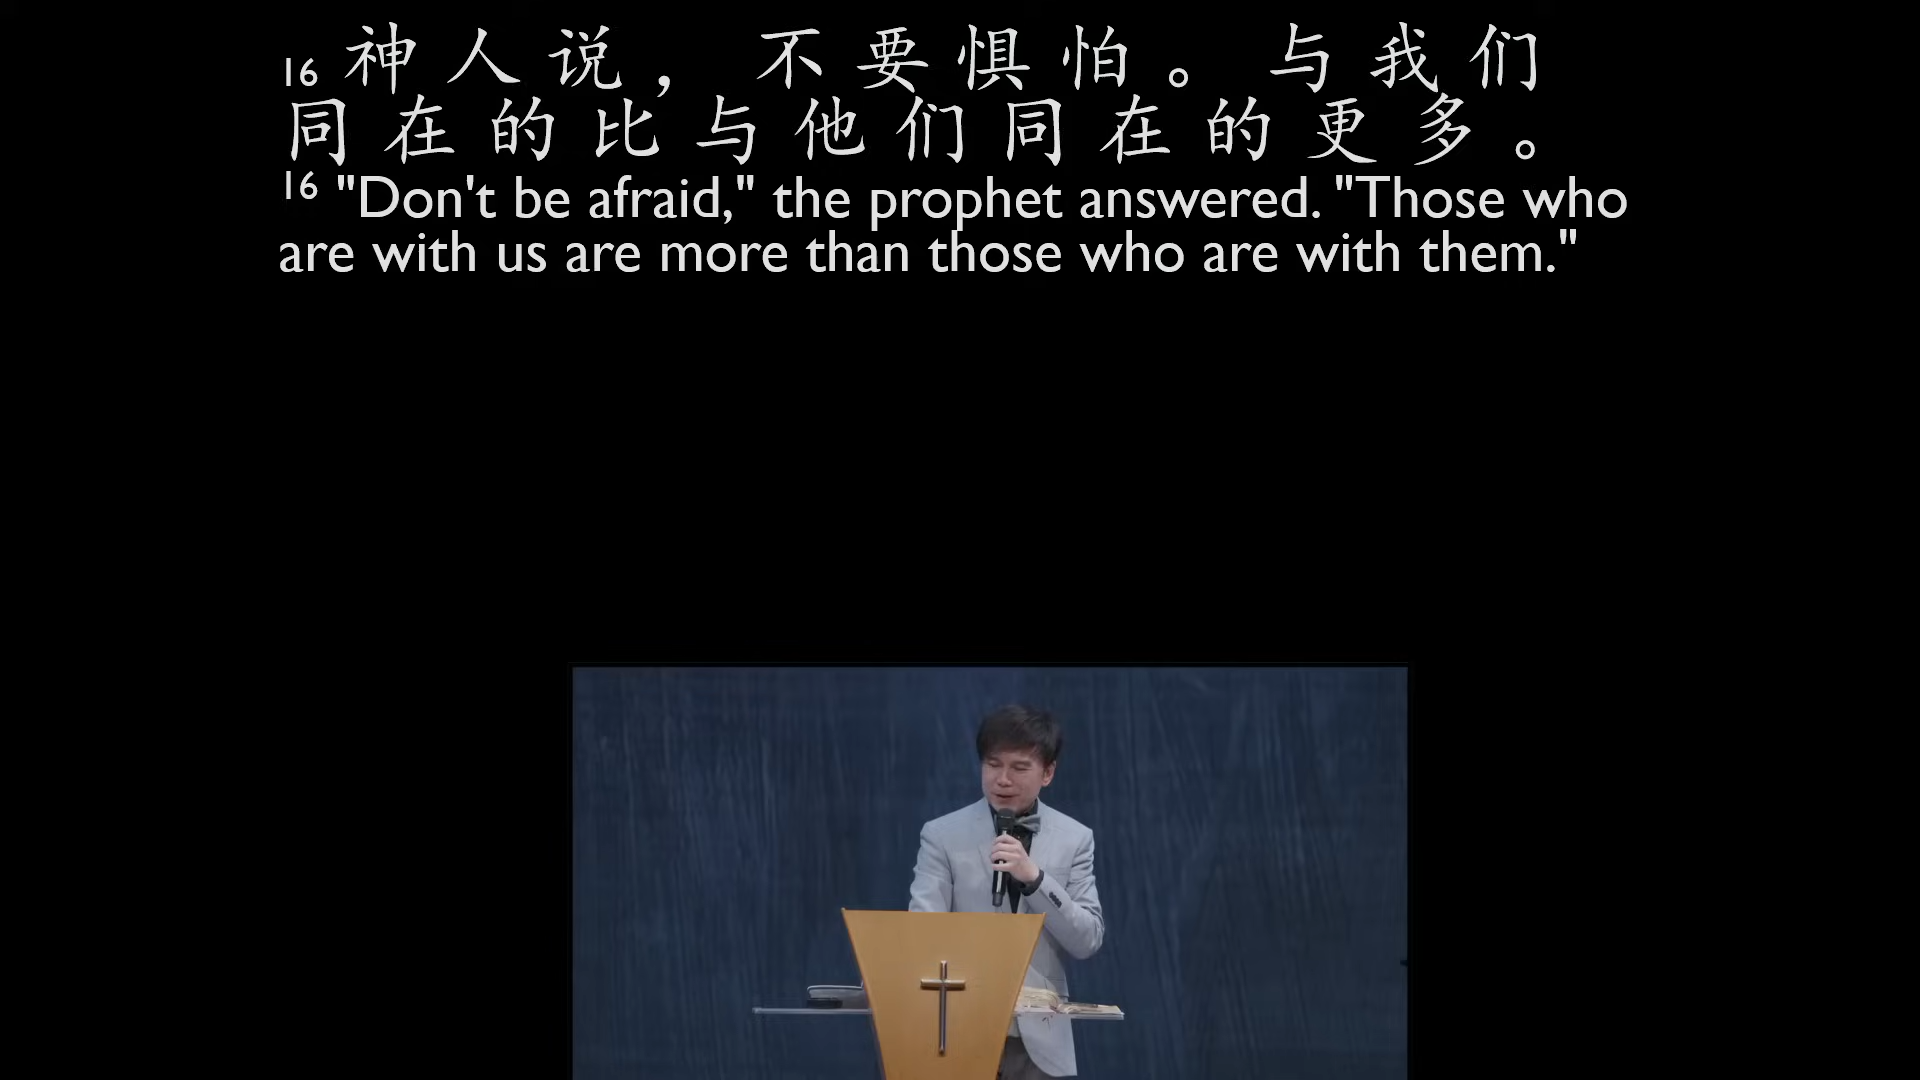 16 神人说，不要惧怕。与我们
同在的比与他们同在的更多。
16 "Don't be afraid," the prophet answered. "Those who
are with us are more than those who are with them."